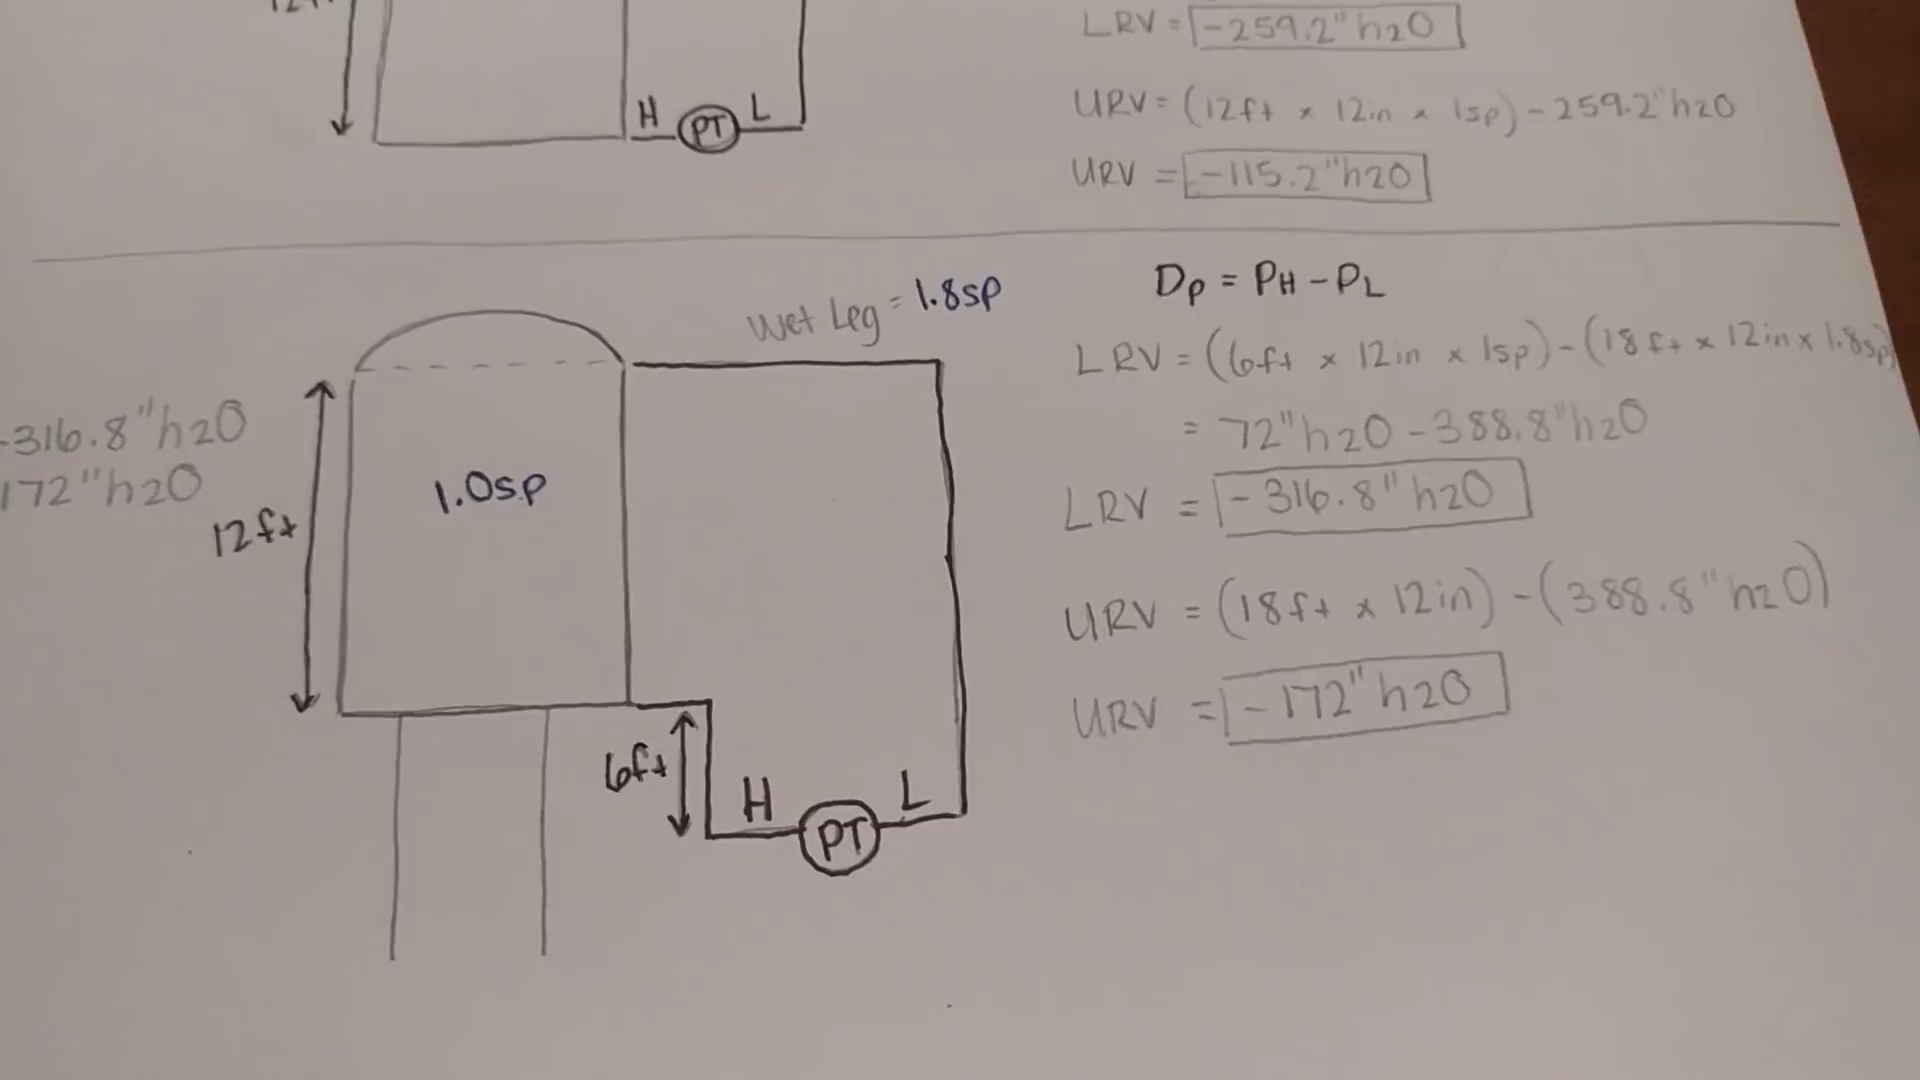 LRV = -259.2"h2O
H PT L
URV = (12ft x 12in x 1sp) - 259.2"h2O
URV = -115.2"h2O
Wet Leg = 1.8sp
DP = PH - PL
LRV = (6ft x 12in x 1sp) - (18ft x 12in x 1.8sp)
-316.8"h2O
= 72"h2O - 388.8"h2O
172"h2O
1.0sp
LRV = -316.8"h2O
12ft
URV = (18ft x 12in) - (388.8"h2O)
URV = -172"h2O
6ft
H PT L